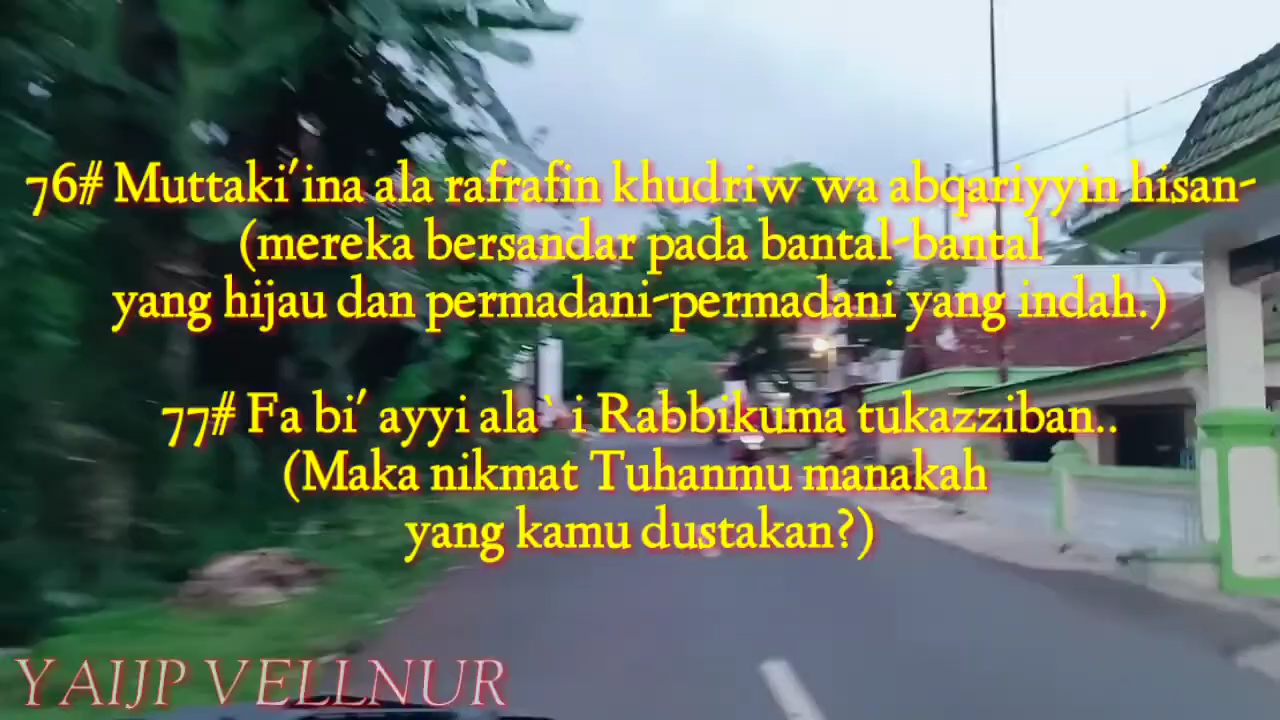 76# Muttaki'ina ala rafrafin khudriw wa abqariyyin hisan-
(mereka bersandar pada bantal-bantal
yang hijau dan permadani-permadani yang indah.)
77# Fa bi' ayyi ala` i Rabbikuma tukazziban..
(Maka nikmat Tuhanmu manakah
yang kamu dustakan?)
YAIJP VELLNUR